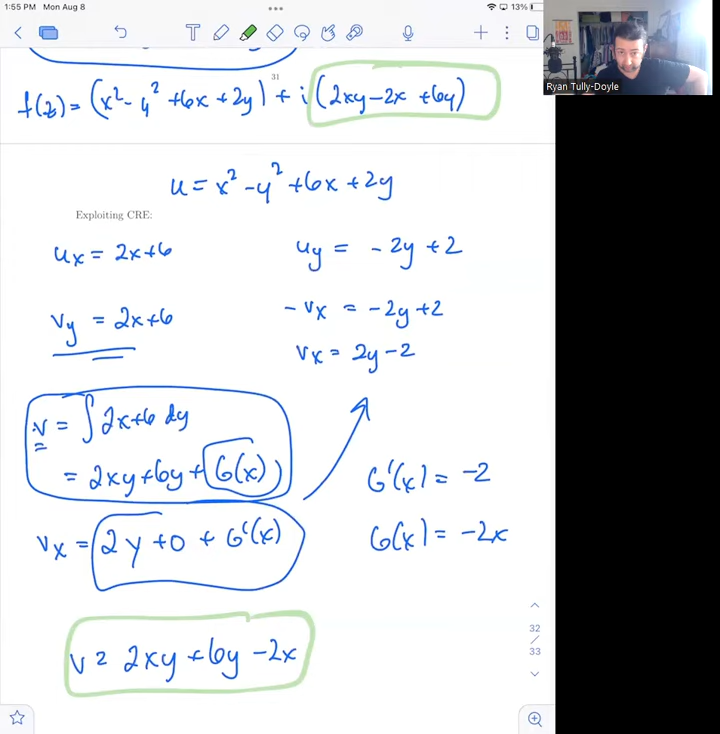 1:55 PM Mon Aug 8
13%
T
Ryan Tully-Doyle
31
f(z) = (x² - y² + 6x + 2y) + i (2xy - 2x + 6y)
u = x² - y² + 6x + 2y
Exploiting CRE:
ux = 2x+6
uy = -2y+2
vy = 2x+6
-vx = -2y+2
vx = 2y-2
v = ∫ 2x+6 dy
= 2xy+6y+G(x)
G'(x) = -2
vx = 2y+0 + G'(x)
G(x) = -2x
v = 2xy + 6y - 2x
32
/
33